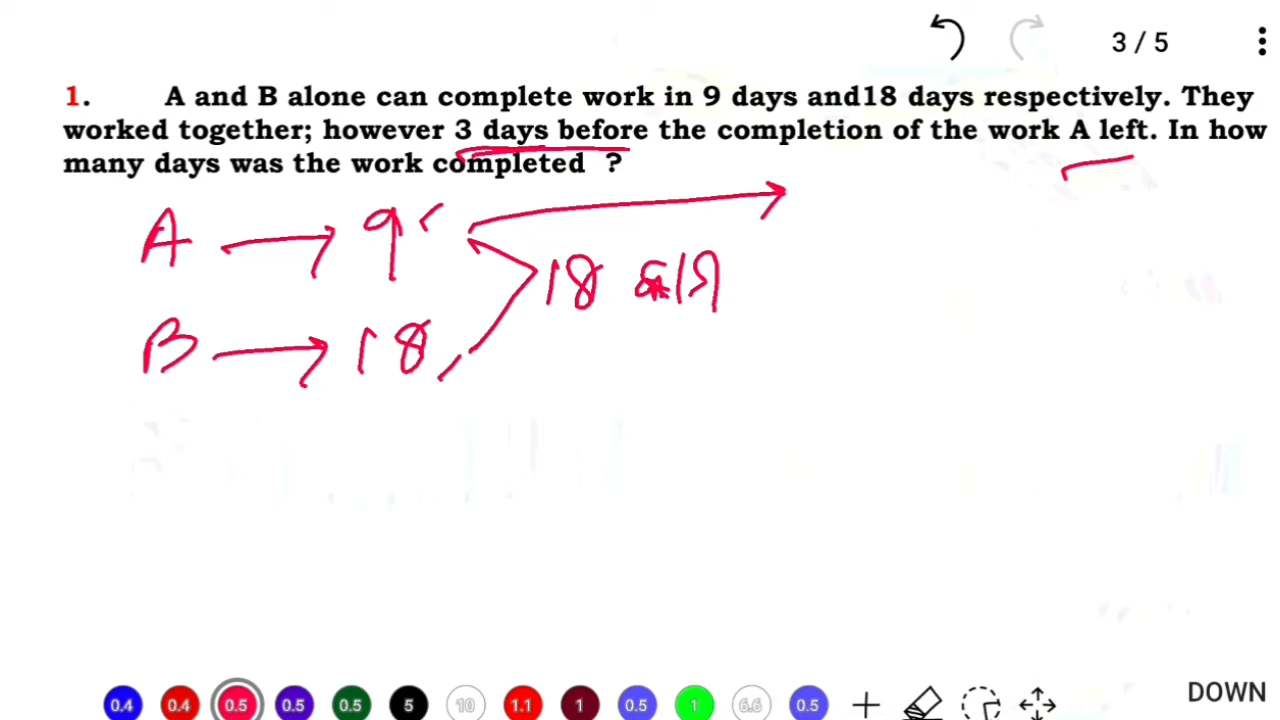 3 / 5
1. A and B alone can complete work in 9 days and18 days respectively. They
worked together; however 3 days before the completion of the work A left. In how
many days was the work completed ?
A → 9
18
B → 18
DOWN
0.4 0.4 0.5 0.5 0.5 5 10 1.1 1 0.5 1 6.6 0.5